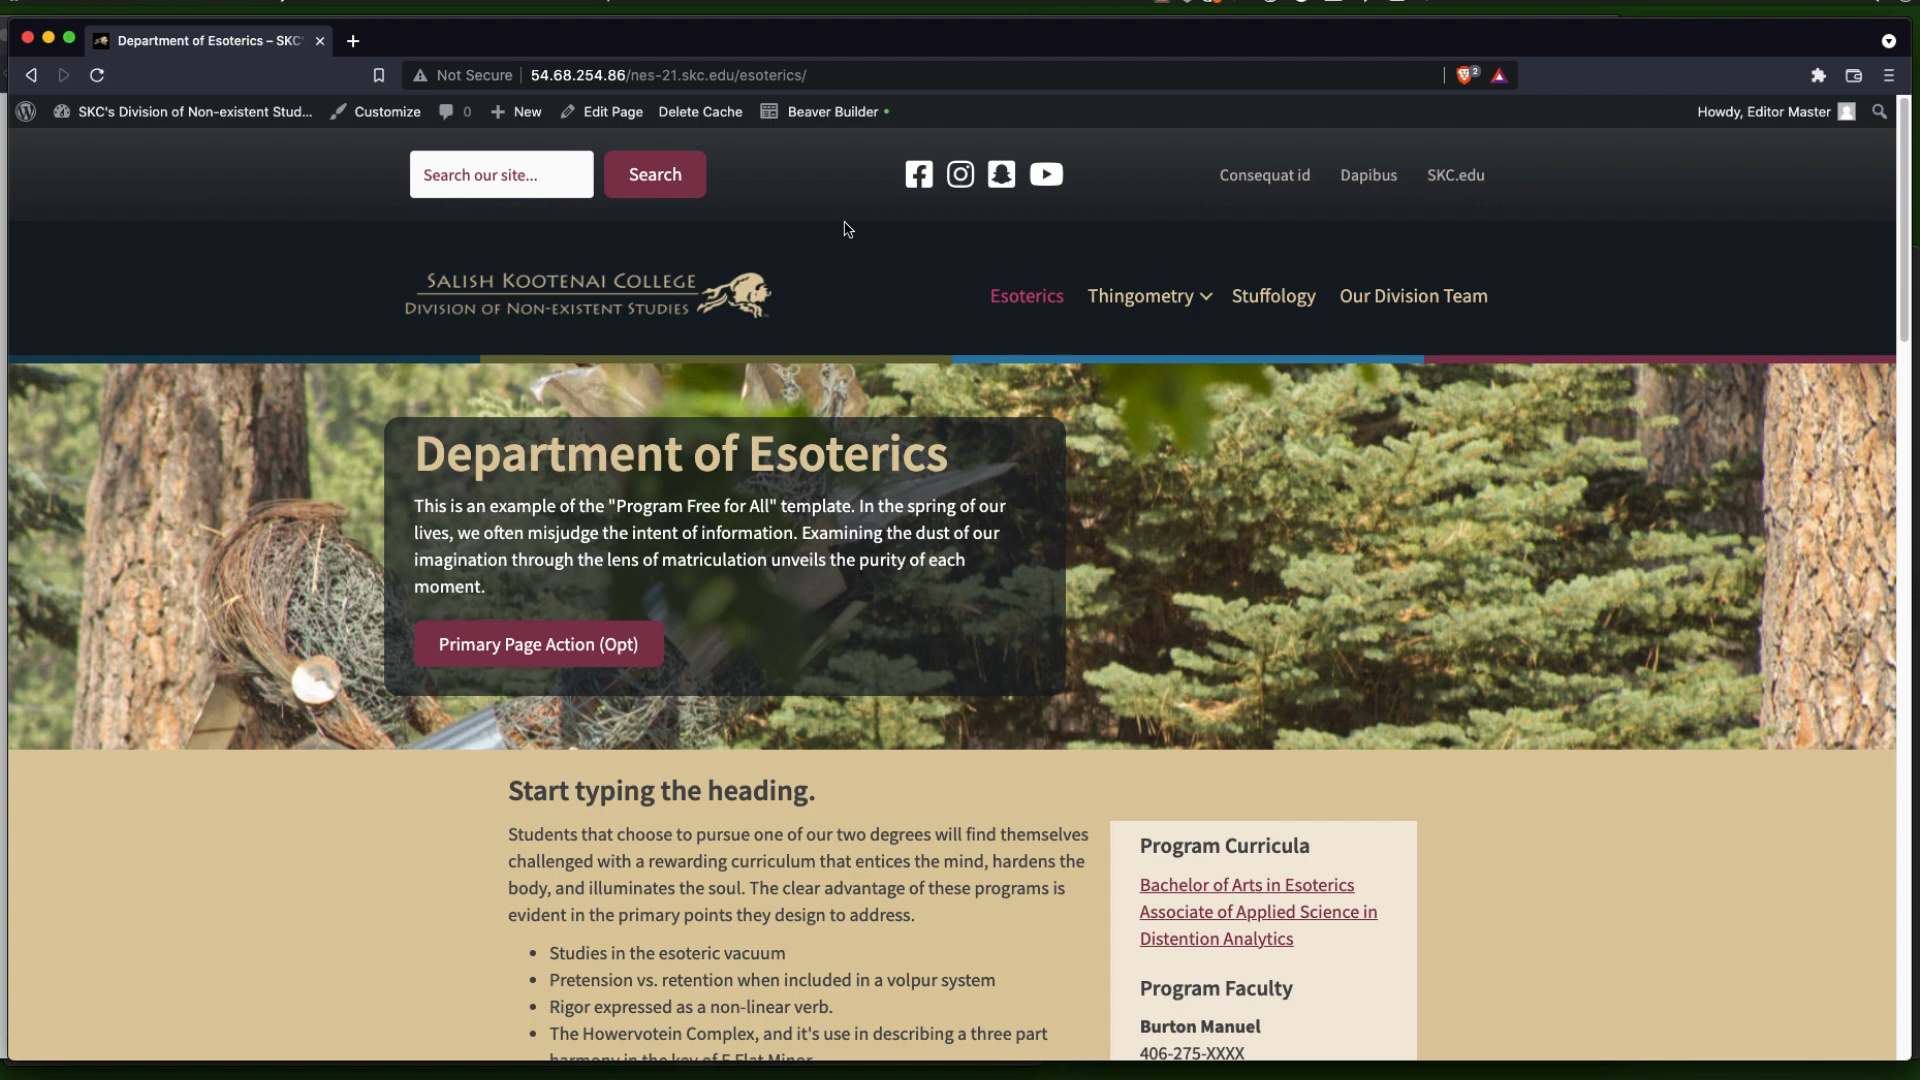 Department of Esoterics – SKC
Not Secure
54.68.254.86/nes-21.skc.edu/esoterics/
2
SKC's Division of Non-existent Stud...
Customize
0
New
Edit Page
Delete Cache
Beaver Builder
Howdy, Editor Master
Search our site...
Search
Consequat id
Dapibus
SKC.edu
SALISH KOOTENAI COLLEGE
DIVISION OF NON-EXISTENT STUDIES
Esoterics
Thingometry
Stuffology
Our Division Team
Department of Esoterics
This is an example of the "Program Free for All" template. In the spring of our
lives, we often misjudge the intent of information. Examining the dust of our
imagination through the lens of matriculation unveils the purity of each
moment.
Primary Page Action (Opt)
Start typing the heading.
Students that choose to pursue one of our two degrees will find themselves
challenged with a rewarding curriculum that entices the mind, hardens the
body, and illuminates the soul. The clear advantage of these programs is
evident in the primary points they design to address.
• Studies in the esoteric vacuum
• Pretension vs. retention when included in a volpur system
• Rigor expressed as a non-linear verb.
• The Howervotein Complex, and it's use in describing a three part
harmony in the key of E Flat Minor
Program Curricula
Bachelor of Arts in Esoterics
Associate of Applied Science in
Distention Analytics
Program Faculty
Burton Manuel
406-275-XXXX